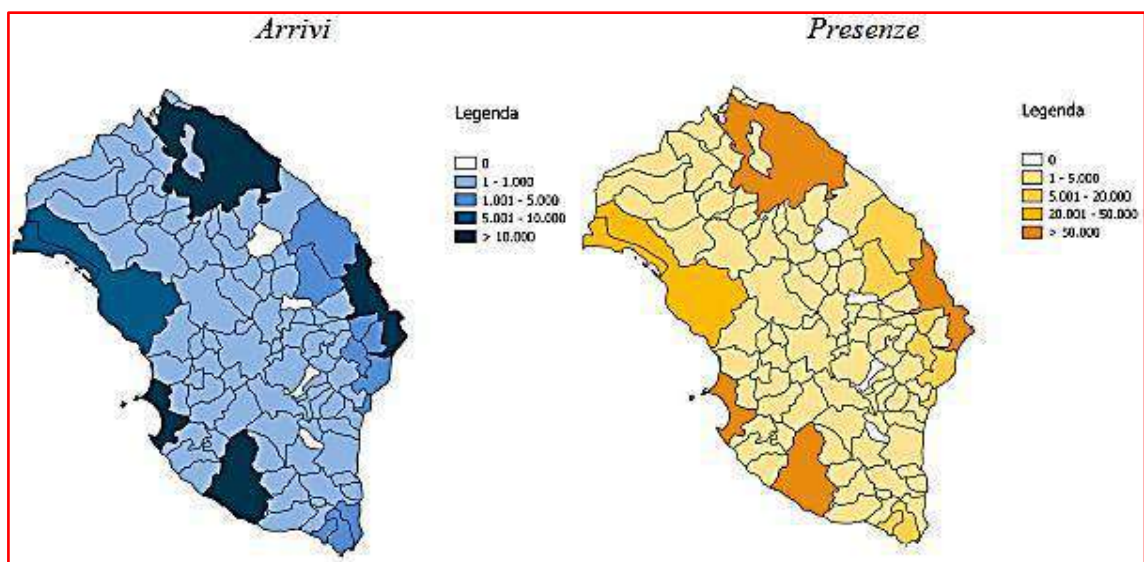 Arrivi
Legenda
0
1 - 1.000
1.001 - 5.000
5.001 - 10.000
> 10.000
Presenze
Legenda
0
1 - 5.000
5.001 - 20.000
20.001 - 50.000
> 50.000